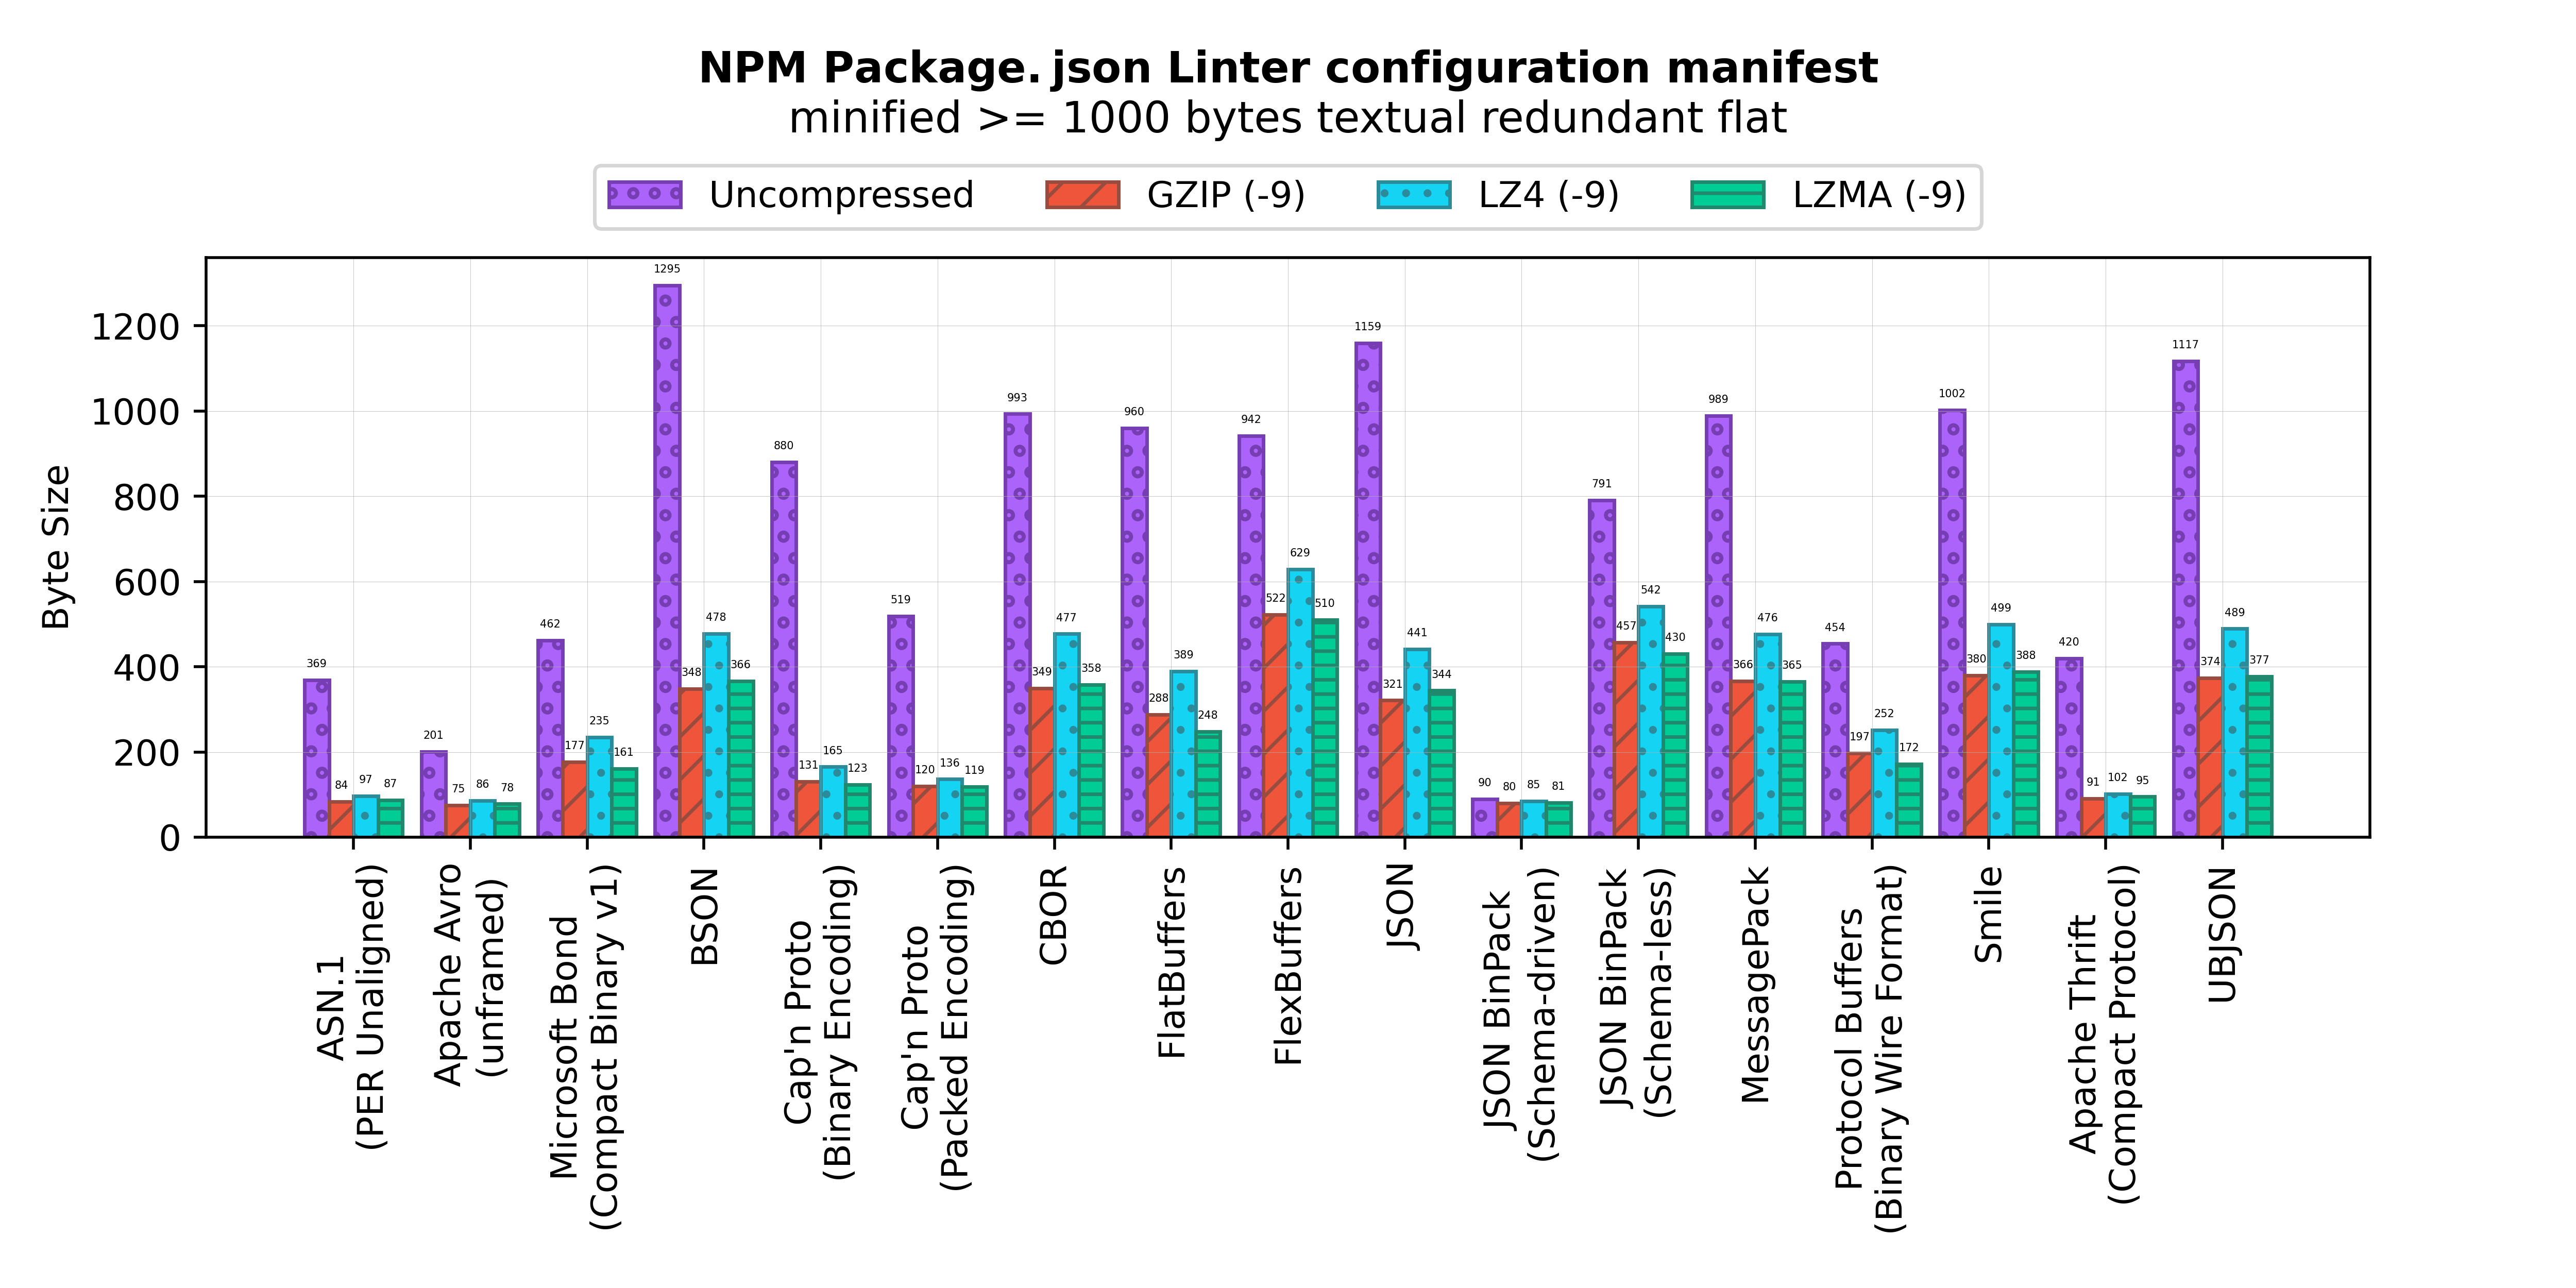 NPM Package.json Linter configuration manifest
minified >= 1000 bytes textual redundant flat
Uncompressed
GZIP (-9)
LZ4 (-9)
LZMA (-9)
Byte Size
1200
1000
800
600
400
200
0
369
84
97
87
201
75
86
78
462
177
235
161
1295
348
478
366
880
131
165
123
519
120
136
119
993
349
477
358
960
288
389
248
942
522
629
510
1159
321
441
344
90
80
85
81
791
457
542
430
989
366
476
365
454
197
252
172
1002
380
499
388
420
91
102
95
1117
374
489
377
ASN.1
(PER Unaligned)
Apache Avro
(unframed)
Microsoft Bond
(Compact Binary v1)
BSON
Cap'n Proto
(Binary Encoding)
Cap'n Proto
(Packed Encoding)
CBOR
FlatBuffers
FlexBuffers
JSON
JSON BinPack
(Schema-driven)
JSON BinPack
(Schema-less)
MessagePack
Protocol Buffers
(Binary Wire Format)
Smile
Apache Thrift
(Compact Protocol)
UBJSON